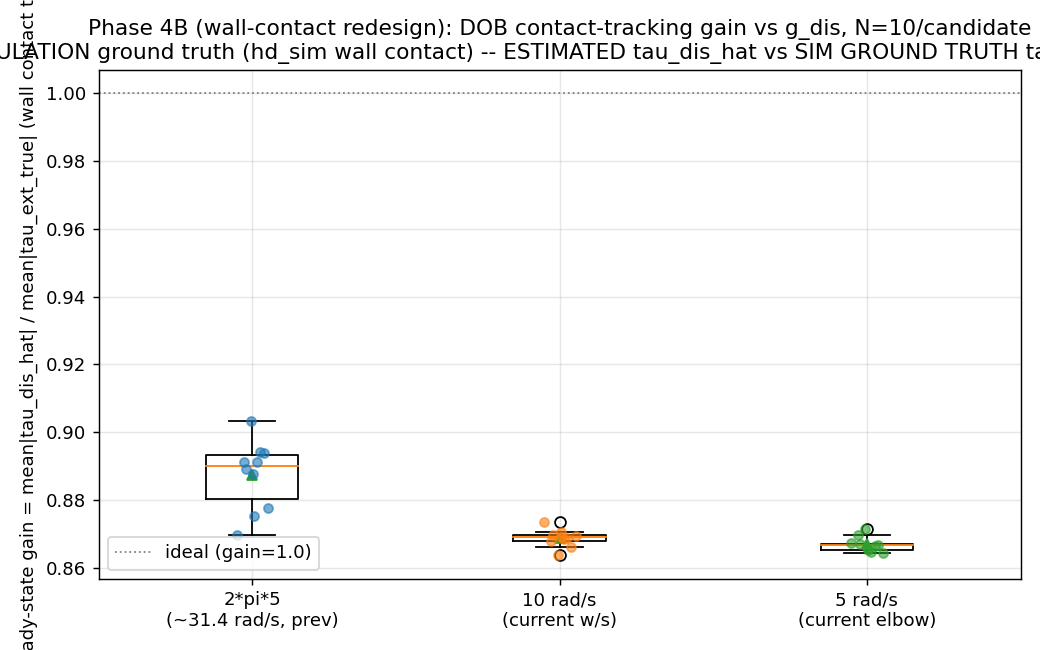 Phase 4B (wall-contact redesign): DOB contact-tracking gain vs g_dis, N=10/candidate
ULATION ground truth (hd_sim wall contact) -- ESTIMATED tau_dis_hat vs SIM GROUND TRUTH ta
ady-state gain = mean|tau_dis_hat| / mean|tau_ext_true| (wall contact t
1.00
0.98
0.96
0.94
0.92
0.90
0.88
0.86
ideal (gain=1.0)
2*pi*5
(~31.4 rad/s, prev)
10 rad/s
(current w/s)
5 rad/s
(current elbow)